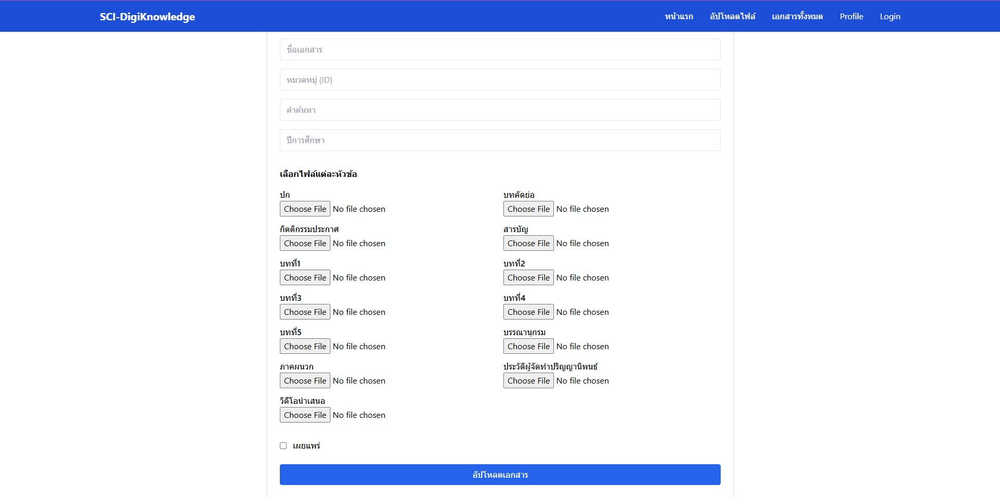 SCI-DigiKnowledge หน้าแรก อัปโหลดไฟล์ เอกสารทั้งหมด Profile Login
ชื่อเอกสาร
หมวดหมู่ (ID)
คำค้นหา
ปีการศึกษา
เลือกไฟล์แต่ละหัวข้อ
ปก บทคัดย่อ
Choose File No file chosen Choose File No file chosen
กิตติกรรมประกาศ สารบัญ
Choose File No file chosen Choose File No file chosen
บทที่1 บทที่2
Choose File No file chosen Choose File No file chosen
บทที่3 บทที่4
Choose File No file chosen Choose File No file chosen
บทที่5 บรรณานุกรม
Choose File No file chosen Choose File No file chosen
ภาคผนวก ประวัติผู้จัดทำปริญญานิพนธ์
Choose File No file chosen Choose File No file chosen
วิดีโอนำเสนอ
Choose File No file chosen
เผยแพร่
อัปโหลดเอกสาร